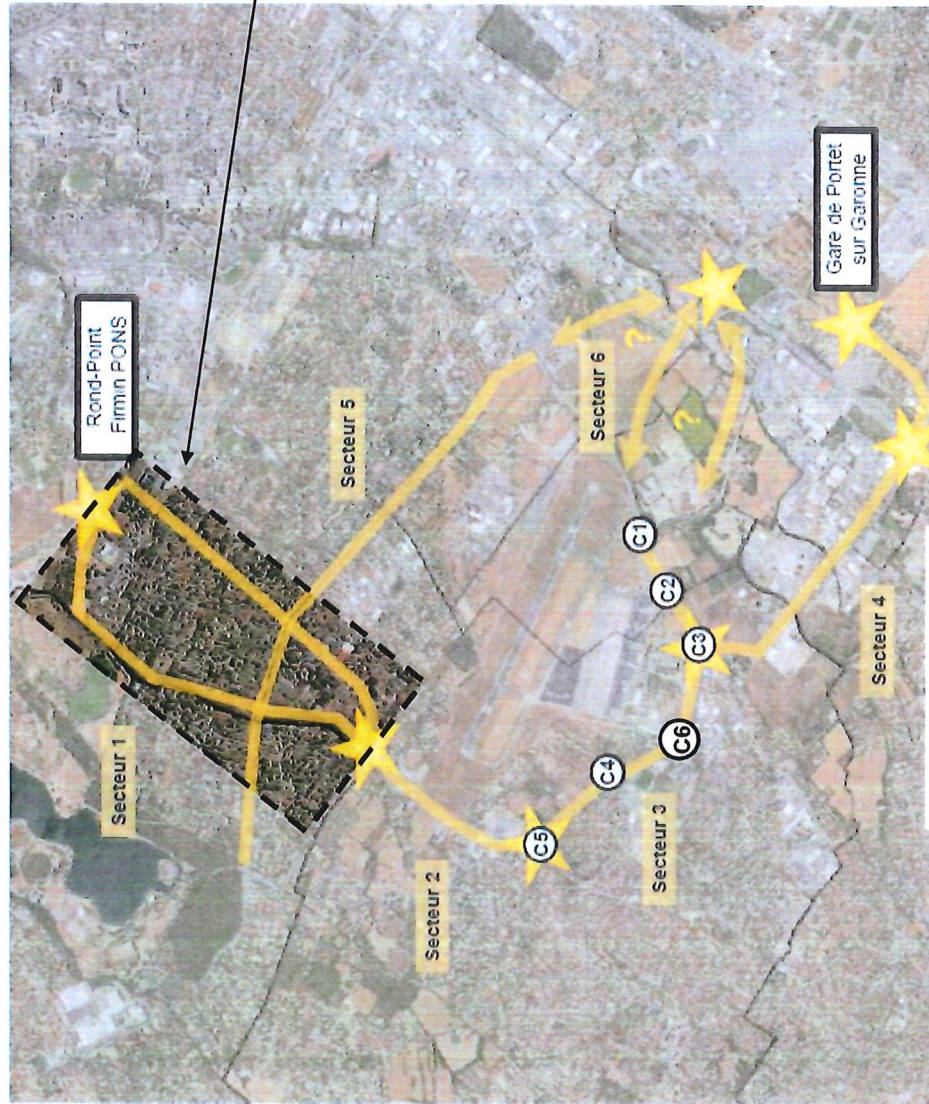 Rond-Point
Firmin PONS
Secteur 1
Secteur 5
Secteur 2
C5
Secteur 6
C4
C1
?
Secteur 3
C2
C6
?
C3
Gare de Portet
sur Garonne
Secteur 4